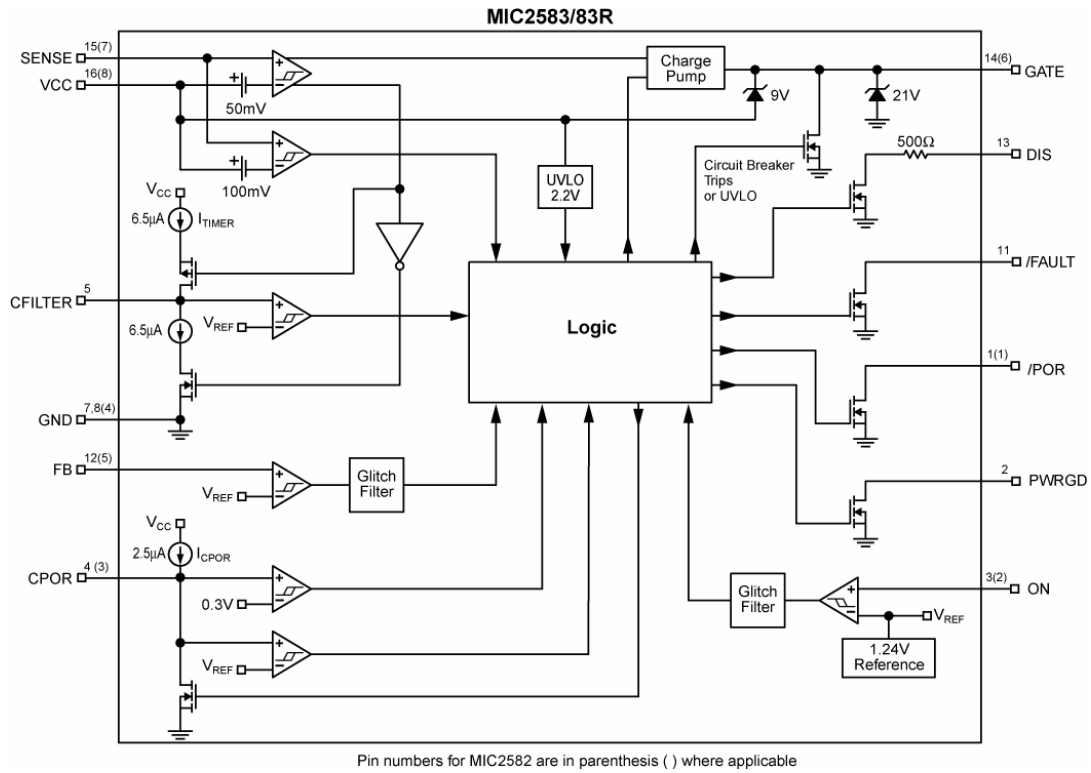 MIC2583/83R
SENSE
15(7)
VCC
16(8)
50mV
100mV
Charge
Pump
14(6)
GATE
9V
21V
500Ω
13
DIS
Circuit Breaker
Trips
or UVLO
UVLO
2.2V
VCC
6.5µA
ITIMER
CFILTER
5
VREF
6.5µA
Logic
11
/FAULT
1(1)
/POR
GND
7,8(4)
FB
12(5)
VREF
Glitch
Filter
2
PWRGD
VCC
2.5µA
ICPOR
CPOR
4 (3)
0.3V
VREF
Glitch
Filter
3(2)
ON
VREF
1.24V
Reference
Pin numbers for MIC2582 are in parenthesis ( ) where applicable